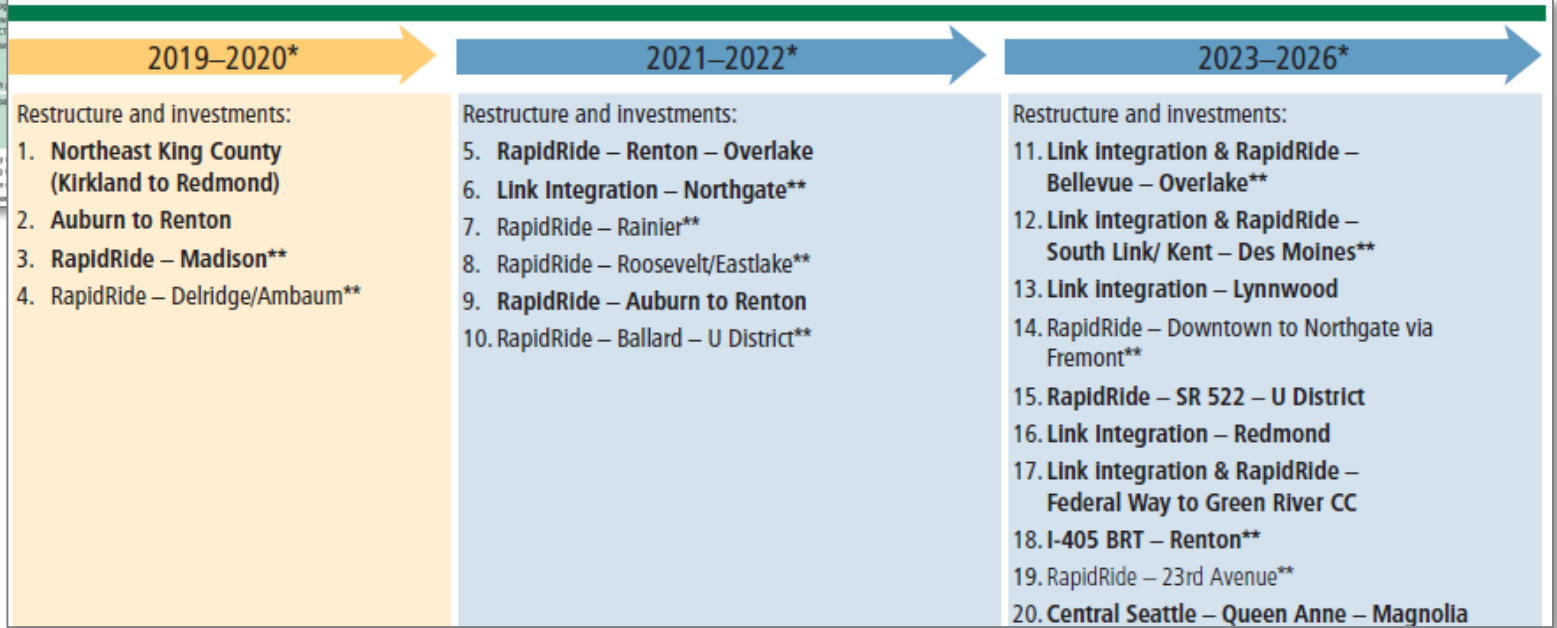 2019–2020*
Restructure and investments:
1. Northeast King County
(Kirkland to Redmond)
2. Auburn to Renton
3. RapidRide – Madison**
4. RapidRide – Delridge/Ambaum**
2021–2022*
Restructure and investments:
5. RapidRide – Renton – Overlake
6. Link Integration – Northgate**
7. RapidRide – Rainier**
8. RapidRide – Roosevelt/Eastlake**
9. RapidRide – Auburn to Renton
10. RapidRide – Ballard – U District**
2023–2026*
Restructure and investments:
11. Link integration & RapidRide –
Bellevue – Overlake**
12. Link integration & RapidRide –
South Link/ Kent – Des Moines**
13. Link integration – Lynnwood
14. RapidRide – Downtown to Northgate via
Fremont**
15. RapidRide – SR 522 – U District
16. Link Integration – Redmond
17. Link integration & RapidRide –
Federal Way to Green River CC
18. I-405 BRT – Renton**
19. RapidRide – 23rd Avenue**
20. Central Seattle – Queen Anne – Magnolia